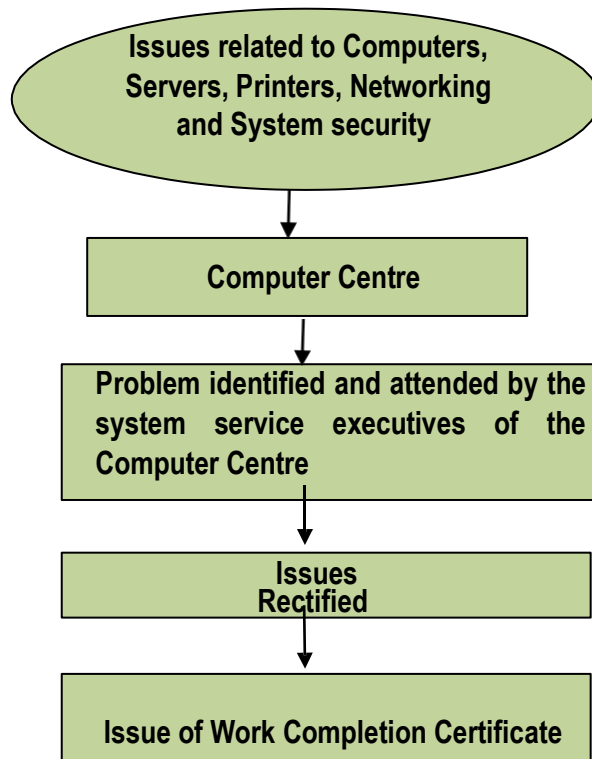 Issues related to Computers,
Servers, Printers, Networking
and System security
Computer Centre
Problem identified and attended by the
system service executives of the
Computer Centre
Issues
Rectified
Issue of Work Completion Certificate